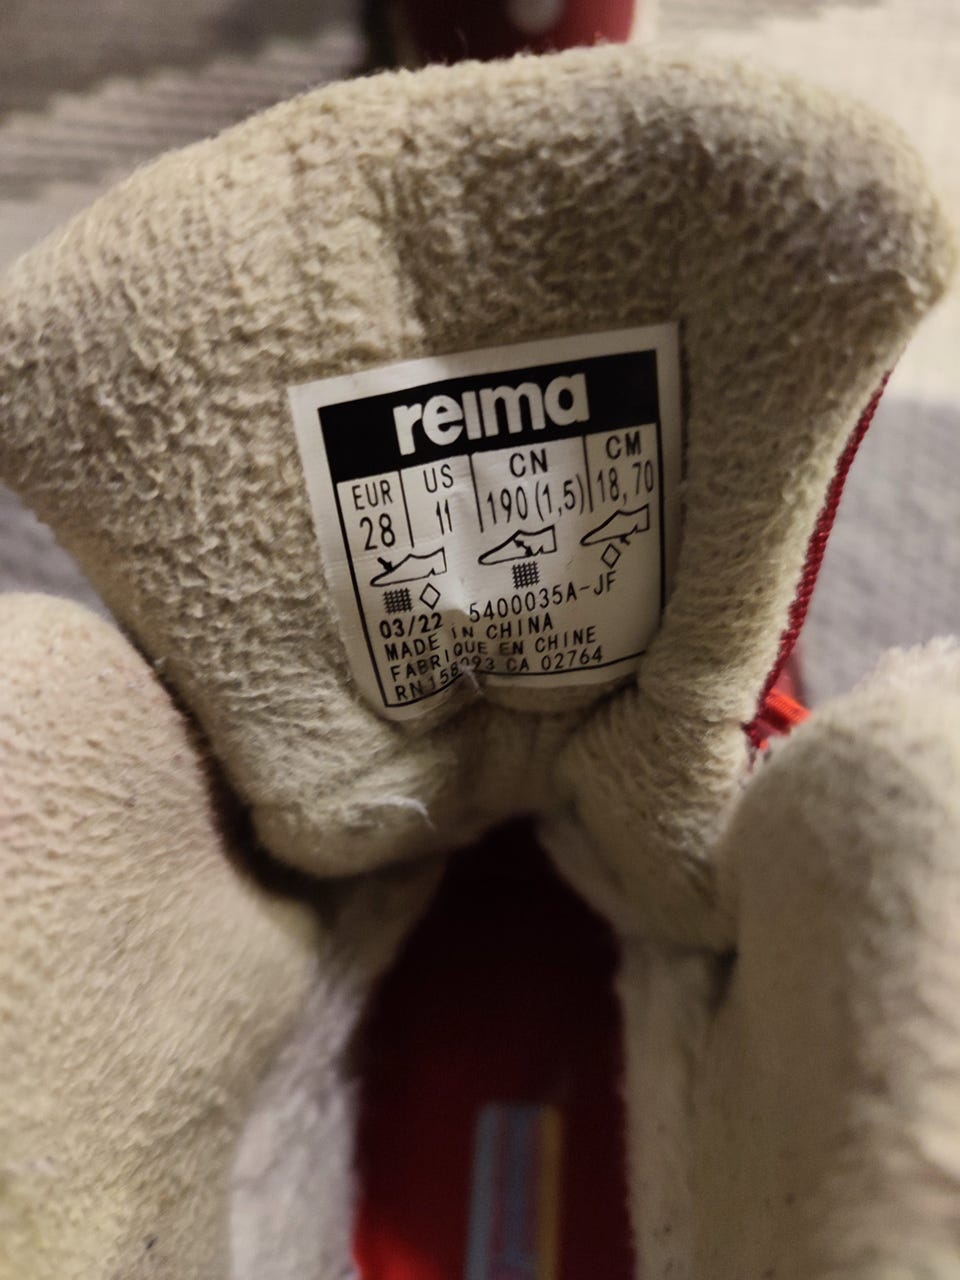 reima
EUR US CN CM
28 11 190(1,5) 18,70
03/22 5400035A-JF
MADE IN CHINA
FABRIQUE EN CHINE
CA 02764